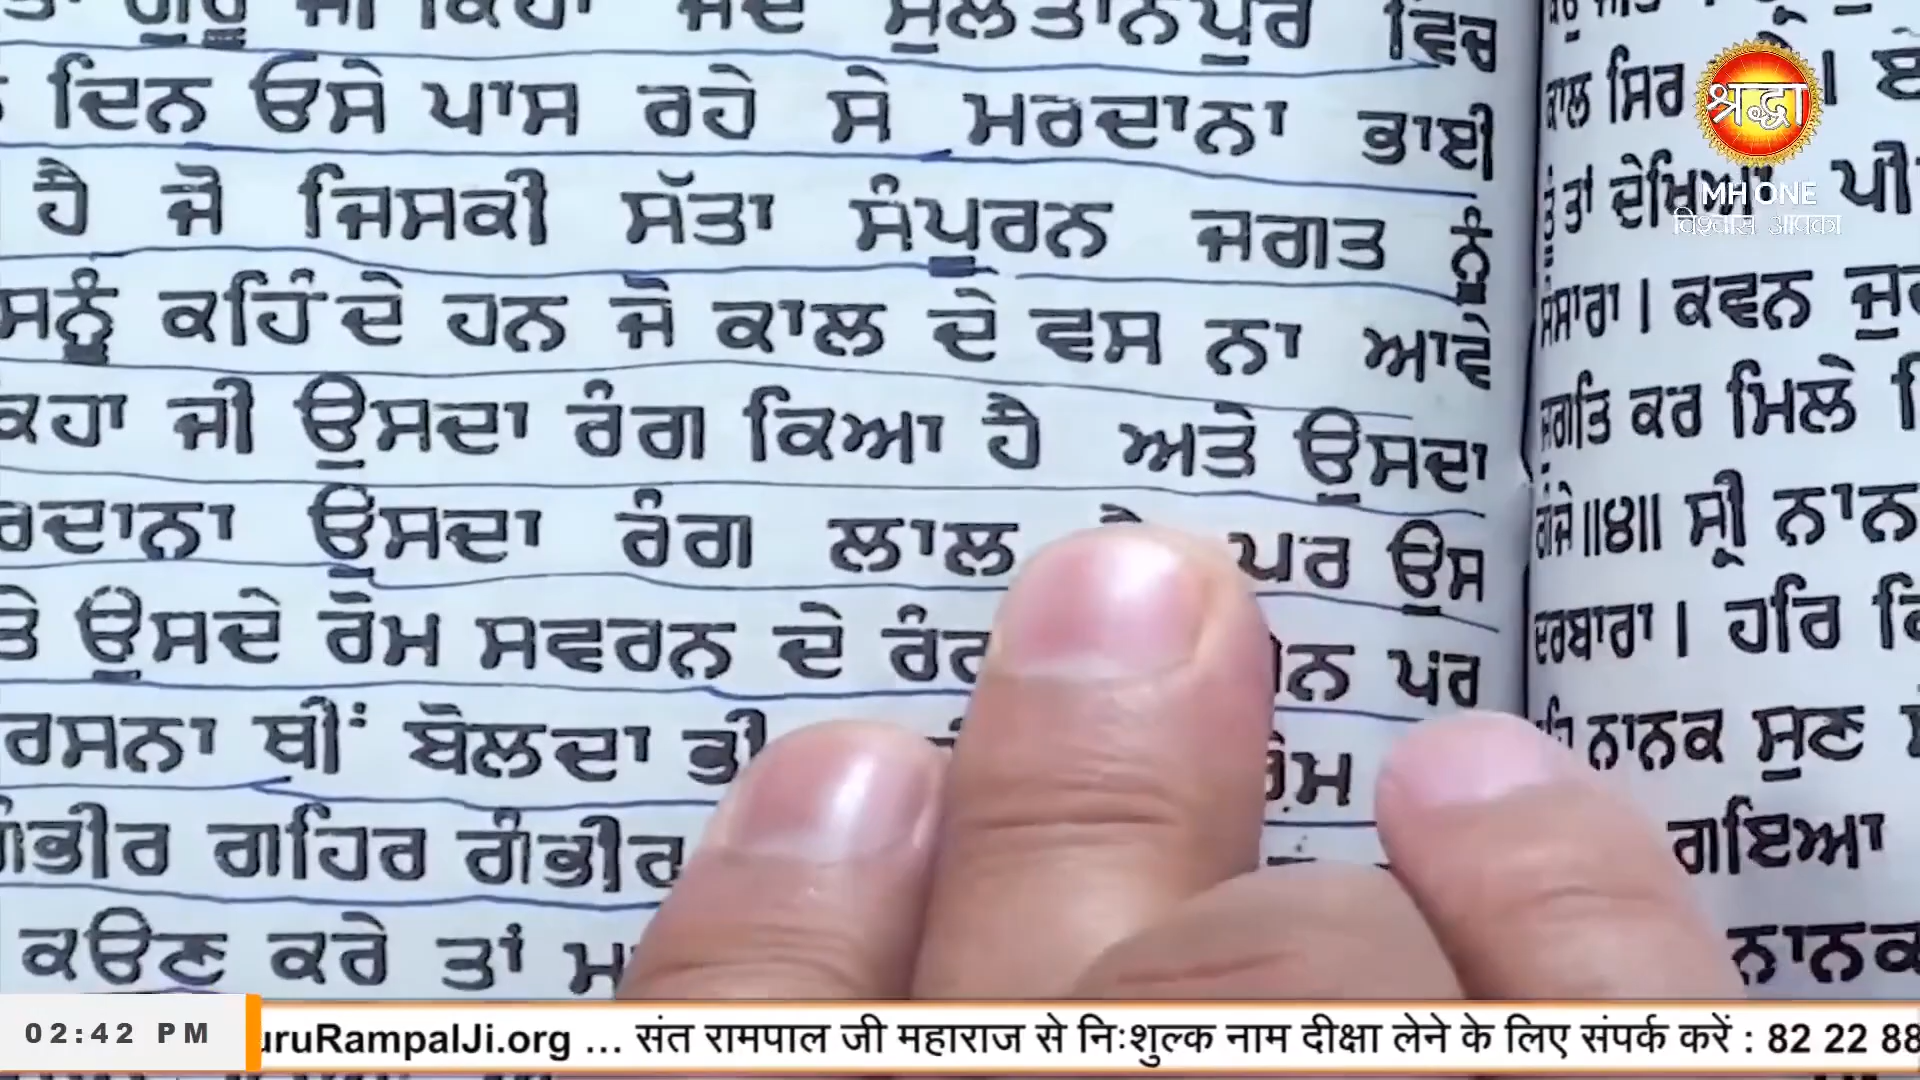 ਗੁਰੂ ਜੀ ਕਿਹਾ ਜਦ ਸੁਲਤਾਨਪੁਰ ਵਿਚ
ਦਿਨ ਓਸੇ ਪਾਸ ਰਹੇ ਸੇ ਮਰਦਾਨਾ ਭਾਈ
ਹੈ ਜੋ ਜਿਸਕੀ ਸੱਤਾ ਸੰਪੂਰਨ ਜਗਤ ਨੂੰ
ਸਨੂੰ ਕਹਿੰਦੇ ਹਨ ਜੋ ਕਾਲ ਦੇ ਵਸ ਨਾ ਆਵੇ
ਕਹਾ ਜੀ ਉਸਦਾ ਰੰਗ ਕਿਆ ਹੈ ਅਤੇ ਉਸਦਾ
ਰਦਾਨਾ ਉਸਦਾ ਰੰਗ ਲਾਲ ਪਰ ਉਸ
ਤੇ ਉਸਦੇ ਰੋਮ ਸਵਰਨ ਦੇ ਪਰ
ਰਸਨਾ ਥੀਂ ਬੋਲਦਾ ਭੀ
ਗੰਭੀਰ ਗਹਿਰ ਗੰਭੀਰ
ਕਉਣ ਕਰੇ ਤਾਂ
ਕਾਲ ਸਿਰ
ਤੂੰ ਤਾਂ ਦੇਖਿਆ
ਸੰਸਾਰਾ। ਕਵਨ
ਜੁਗਤਿ ਕਰ ਮਿਲੇ
॥੪॥ ਸ੍ਰੀ ਨਾਨ
ਦਰਬਾਰਾ। ਹਰਿ
ਨਾਨਕ ਸੁਣ
ਗਇਆ
ਨਾਨਕ
श्रद्धा
MH ONE
विश्वास आपका
02:42 PM
uruRampalJi.org ... संत रामपाल जी महाराज से निःशुल्क नाम दीक्षा लेने के लिए संपर्क करें : 82 22 88